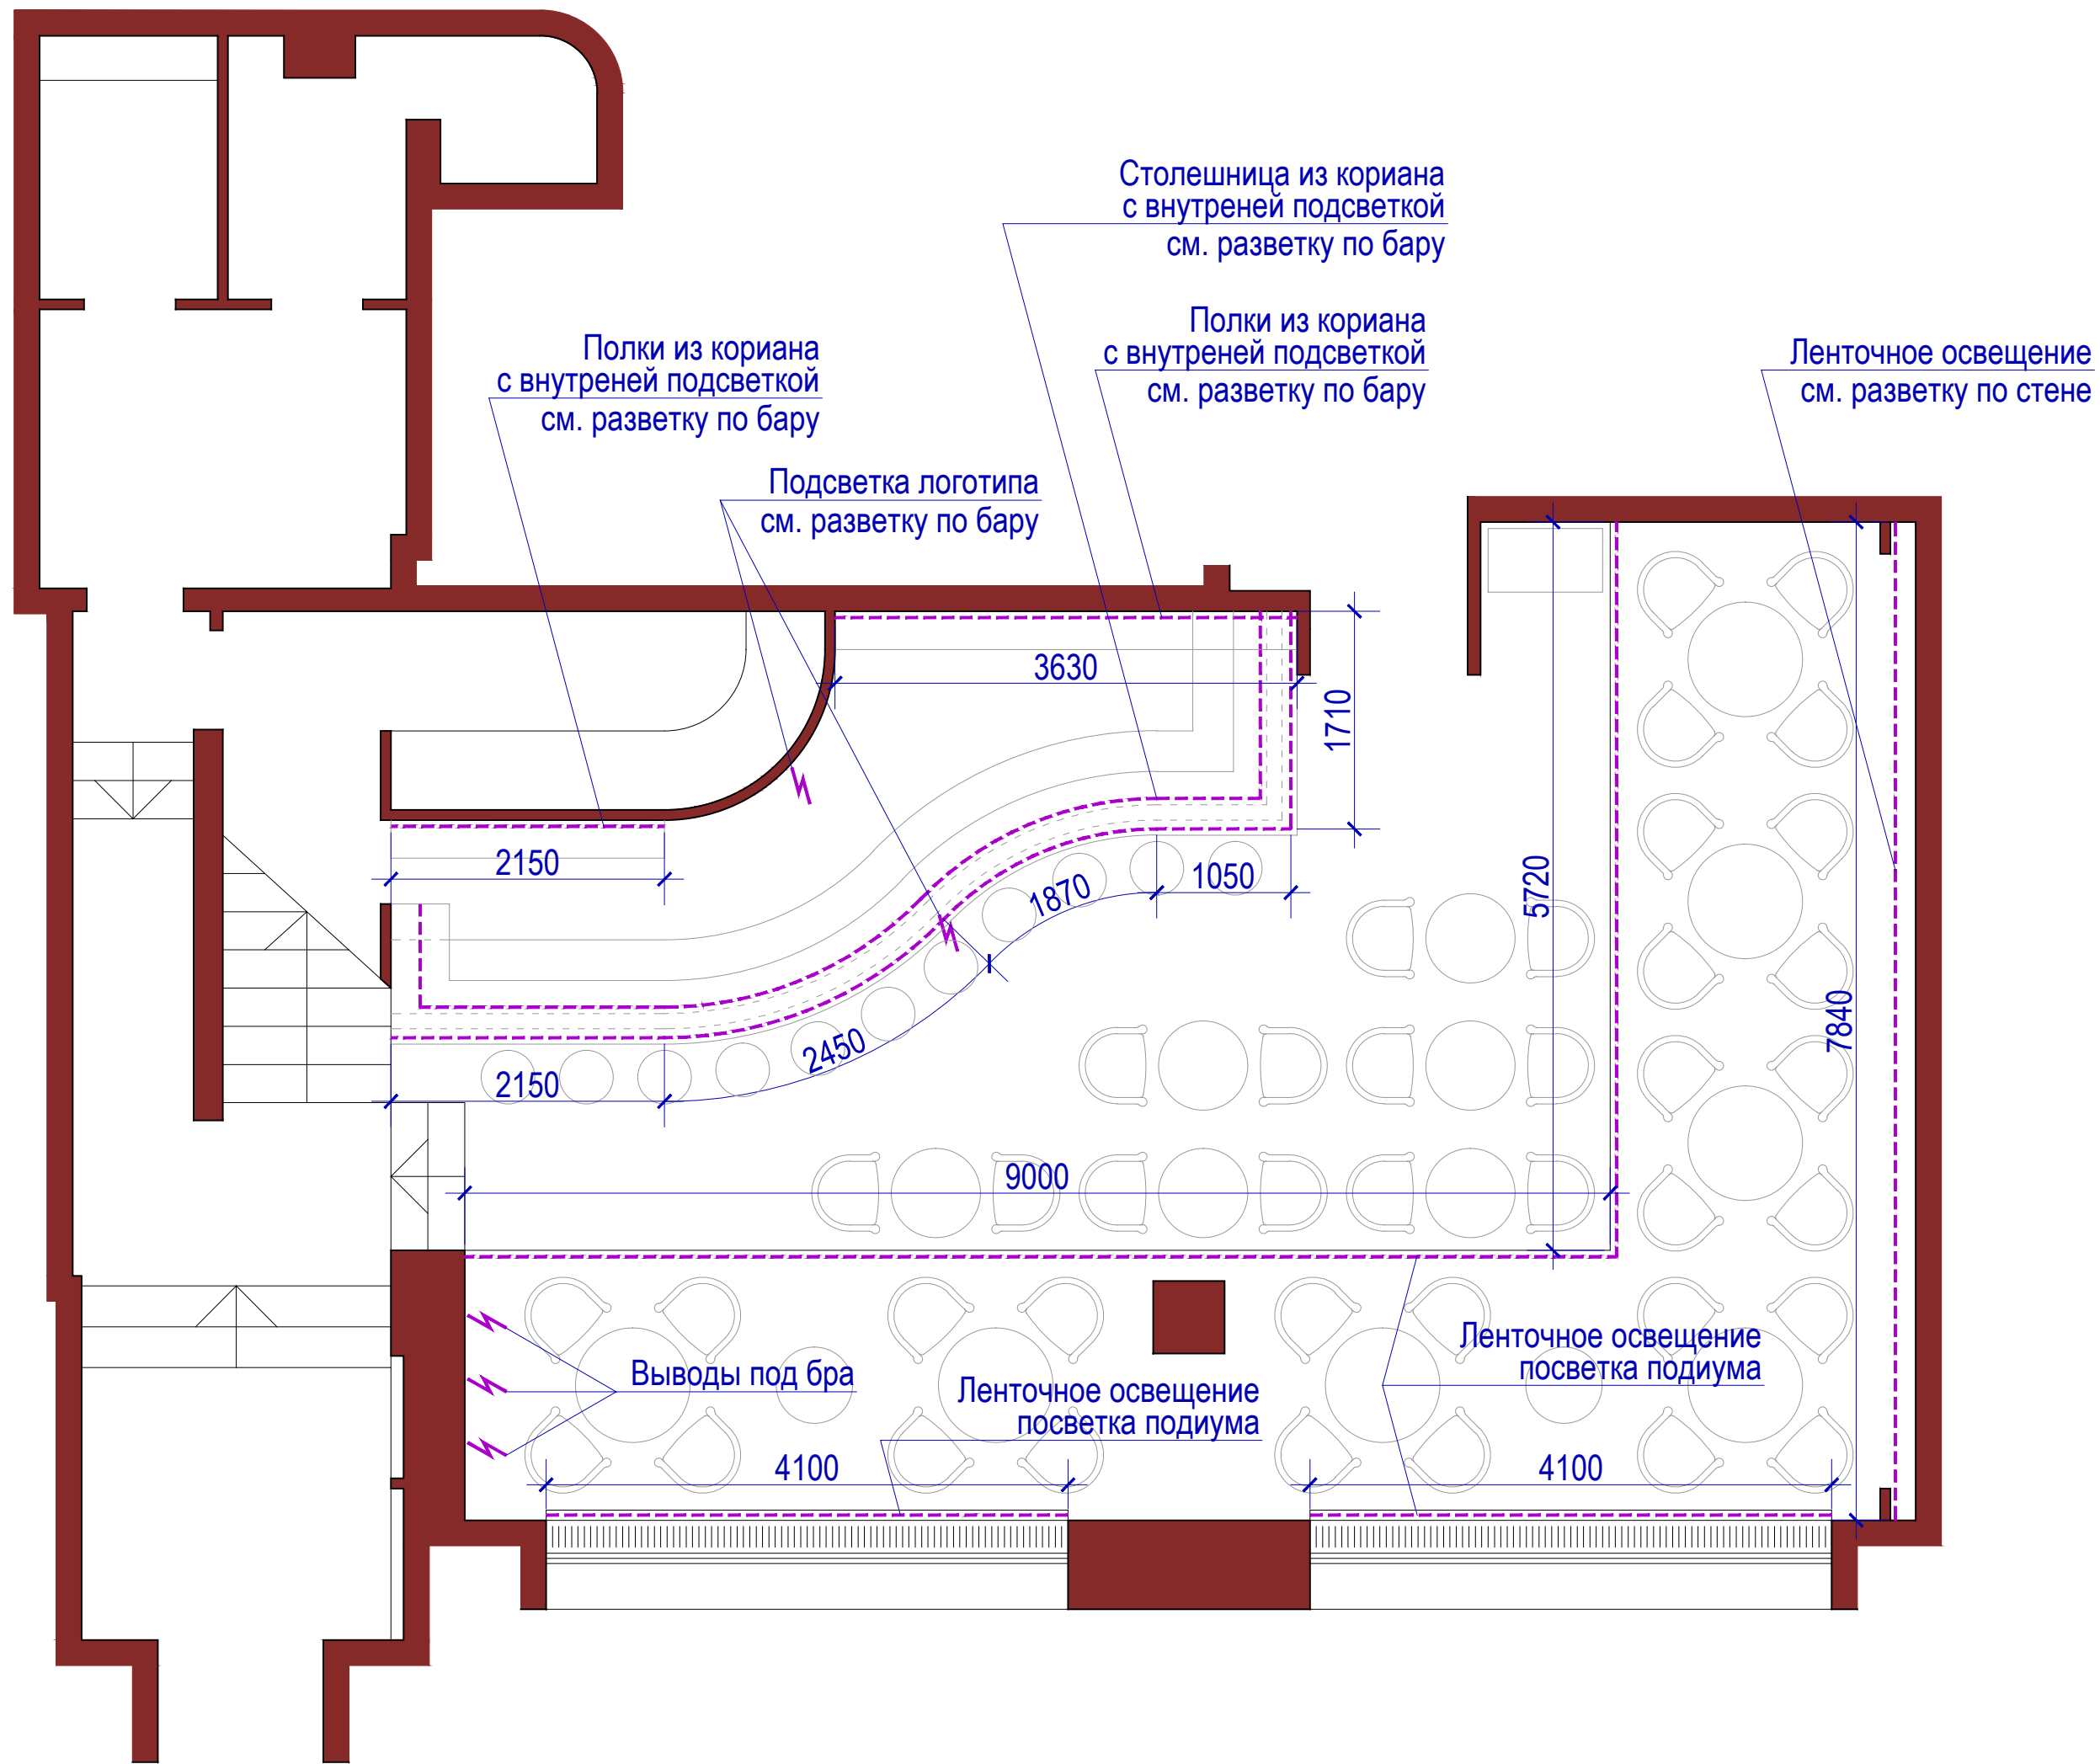 Столешница из кориана
с внутреней подсветкой
см. разветку по бару
Полки из кориана
с внутреней подсветкой
см. разветку по бару
Полки из кориана
с внутреней подсветкой
см. разветку по бару
Ленточное освещение
см. разветку по стене
Подсветка логотипа
см. разветку по бару
3630
1710
2150
1870
1050
5720
7840
2450
2150
9000
Выводы под бра
Ленточное освещение
посветка подиума
Ленточное освещение
посветка подиума
4100
4100